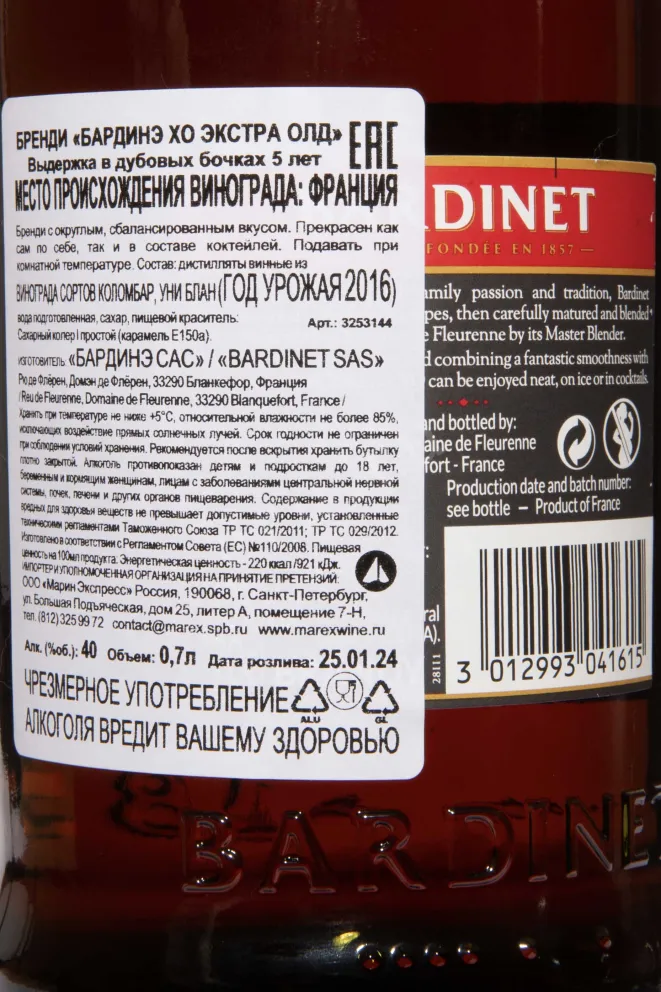 БРЕНДИ «БАРДИНЭ ХО ЭКСТРА ОЛД»
EAC
Выдержка в дубовых бочках 5 лет
МЕСТО ПРОИСХОЖДЕНИЯ ВИНОГРАДА: ФРАНЦИЯ
Бренди с округлым, сбалансированным вкусом. Прекрасен как
сам по себе, так и в составе коктейлей. Подавать при
комнатной температуре. Состав: дистилляты винные из
ВИНОГРАДА СОРТОВ КОЛОМБАР, УНИ БЛАН (ГОД УРОЖАЯ 2016)
вода подготовленная, сахар, пищевой краситель:
Арт.: 3253144
Сахарный колер I простой (карамель Е150а).
ИЗГОТОВИТЕЛЬ: «БАРДИНЭ САС» / «BARDINET SAS»
Рю де Флёрен, Домэн де Флёрен, 33290 Бланкефор, Франция
/ Reu de Fleurenne, Domaine de Fleurenne, 33290 Blanquefort, France /
Хранить при температуре не ниже +5°С, относительной влажности не более 85%,
исключающих воздействие прямых солнечных лучей. Срок годности не ограничен
при соблюдении условий хранения. Рекомендуется после вскрытия хранить бутылку
плотно закрытой. Алкоголь противопоказан детям и подросткам до 18 лет,
беременным и кормящим женщинам, лицам с заболеваниями центральной нервной
системы, почек, печени и других органов пищеварения. Содержание в продукции
вредных для здоровья веществ не превышает допустимые уровни, установленные
техническими регламентами Таможенного Союза ТР ТС 021/2011; ТР ТС 029/2012.
Изготовлено в соответствии с Регламентом Совета (ЕС) №110/2008. Пищевая
ценность на 100мл продукта: Энергетическая ценность - 220 ккал /921 кДж.
ИМПОРТЕР И УПОЛНОМОЧЕННАЯ ОРГАНИЗАЦИЯ НА ПРИНЯТИЕ ПРЕТЕНЗИЙ:
ООО «Марин Экспресс» Россия, 190068, г. Санкт-Петербург,
ул. Большая Подъяческая, дом 25, литер А, помещение 7-Н,
тел. (812) 325 99 72 contact@marex.spb.ru www.marexwine.ru
Алк. (%об.): 40 Объем: 0,7л Дата розлива: 25.01.24
ЧРЕЗМЕРНОЕ УПОТРЕБЛЕНИЕ
ALU
GL
АЛКОГОЛЯ ВРЕДИТ ВАШЕМУ ЗДОРОВЬЮ
RDINET
FONDÉE EN 1857
amily passion and tradition, Bardinet
pes, then carefully matured and blended
e Fleurenne by its Master Blender.
d combining a fantastic smoothness with
can be enjoyed neat, on ice or in cocktails.
and bottled by:
aine de Fleurenne
fort - France
Production date and batch number:
see bottle – Product of France
ral
A).
28111
3 012993 041615
BARDINET